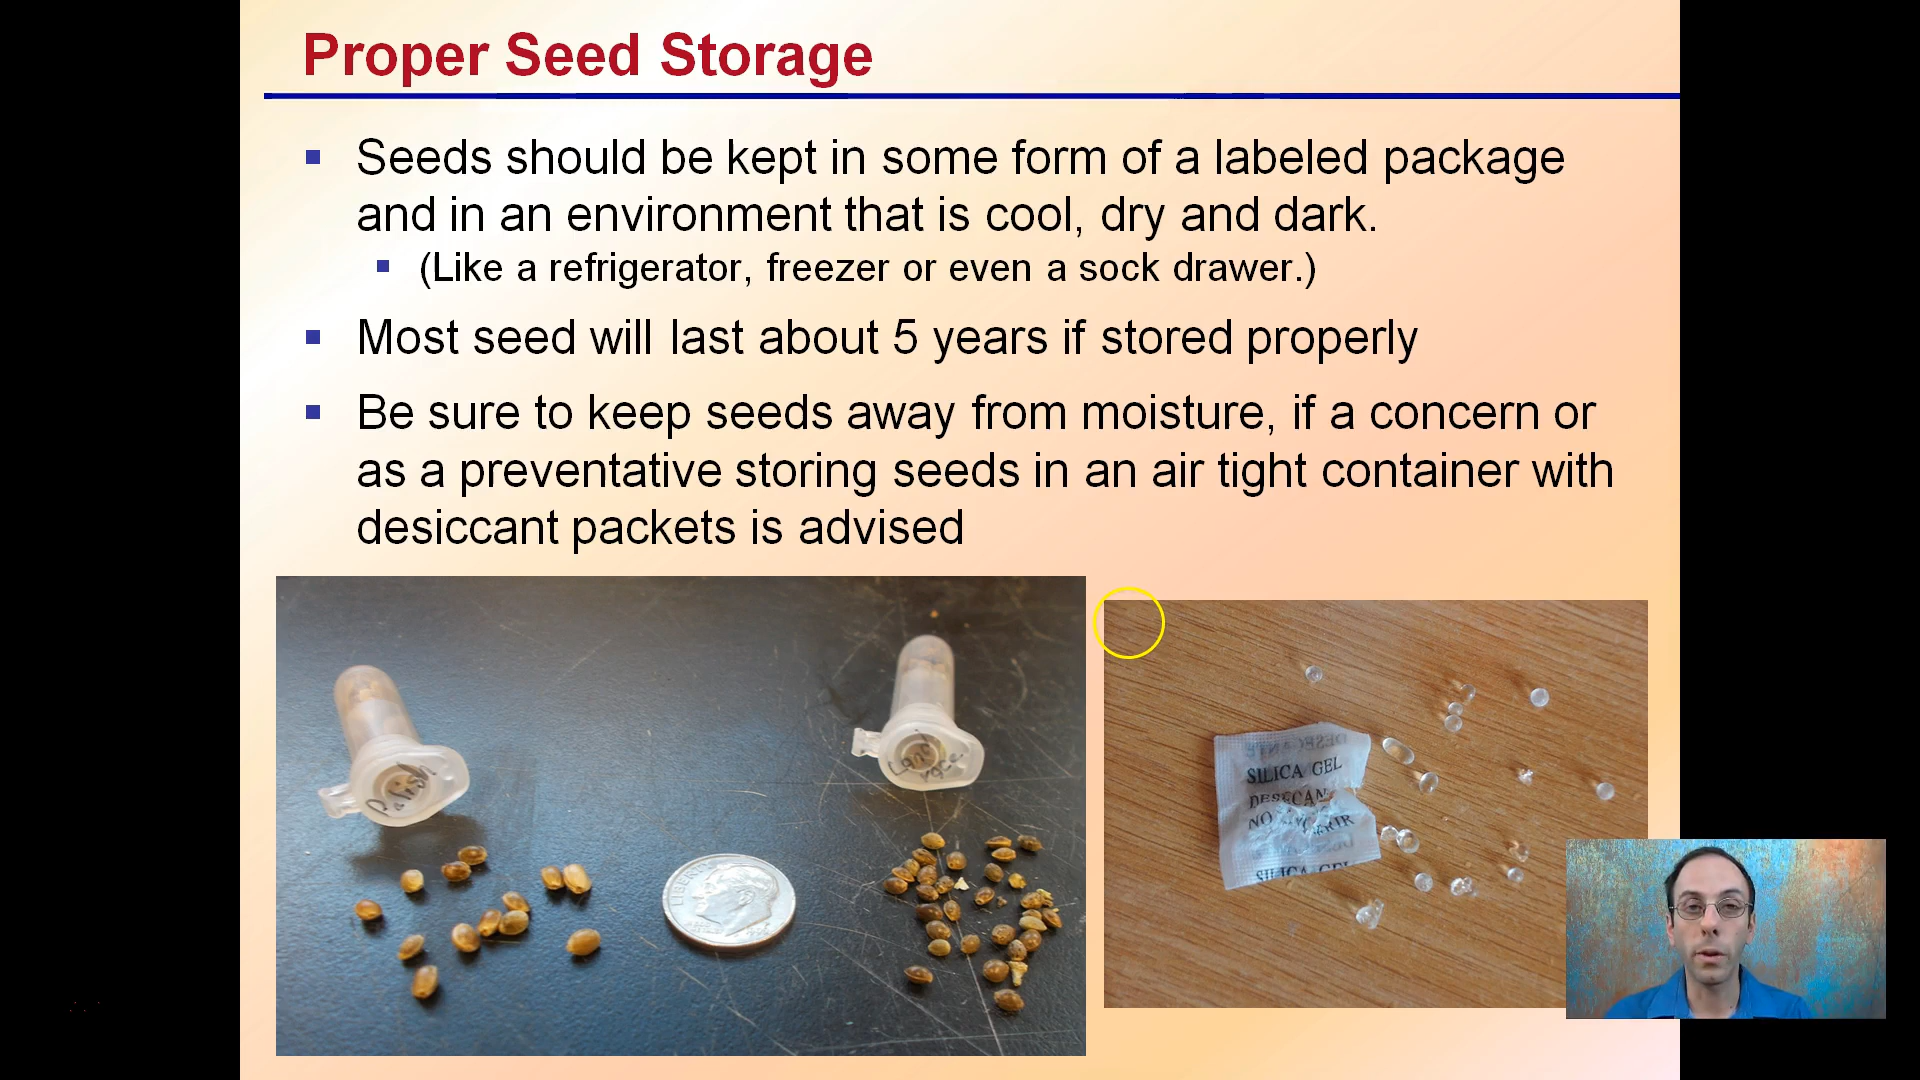 Proper Seed Storage
Seeds should be kept in some form of a labeled package
and in an environment that is cool, dry and dark.
(Like a refrigerator, freezer or even a sock drawer.)
Most seed will last about 5 years if stored properly
Be sure to keep seeds away from moisture, if a concern or
as a preventative storing seeds in an air tight container with
desiccant packets is advised
LIBERTY
SILICA GEL
SILICA GEL